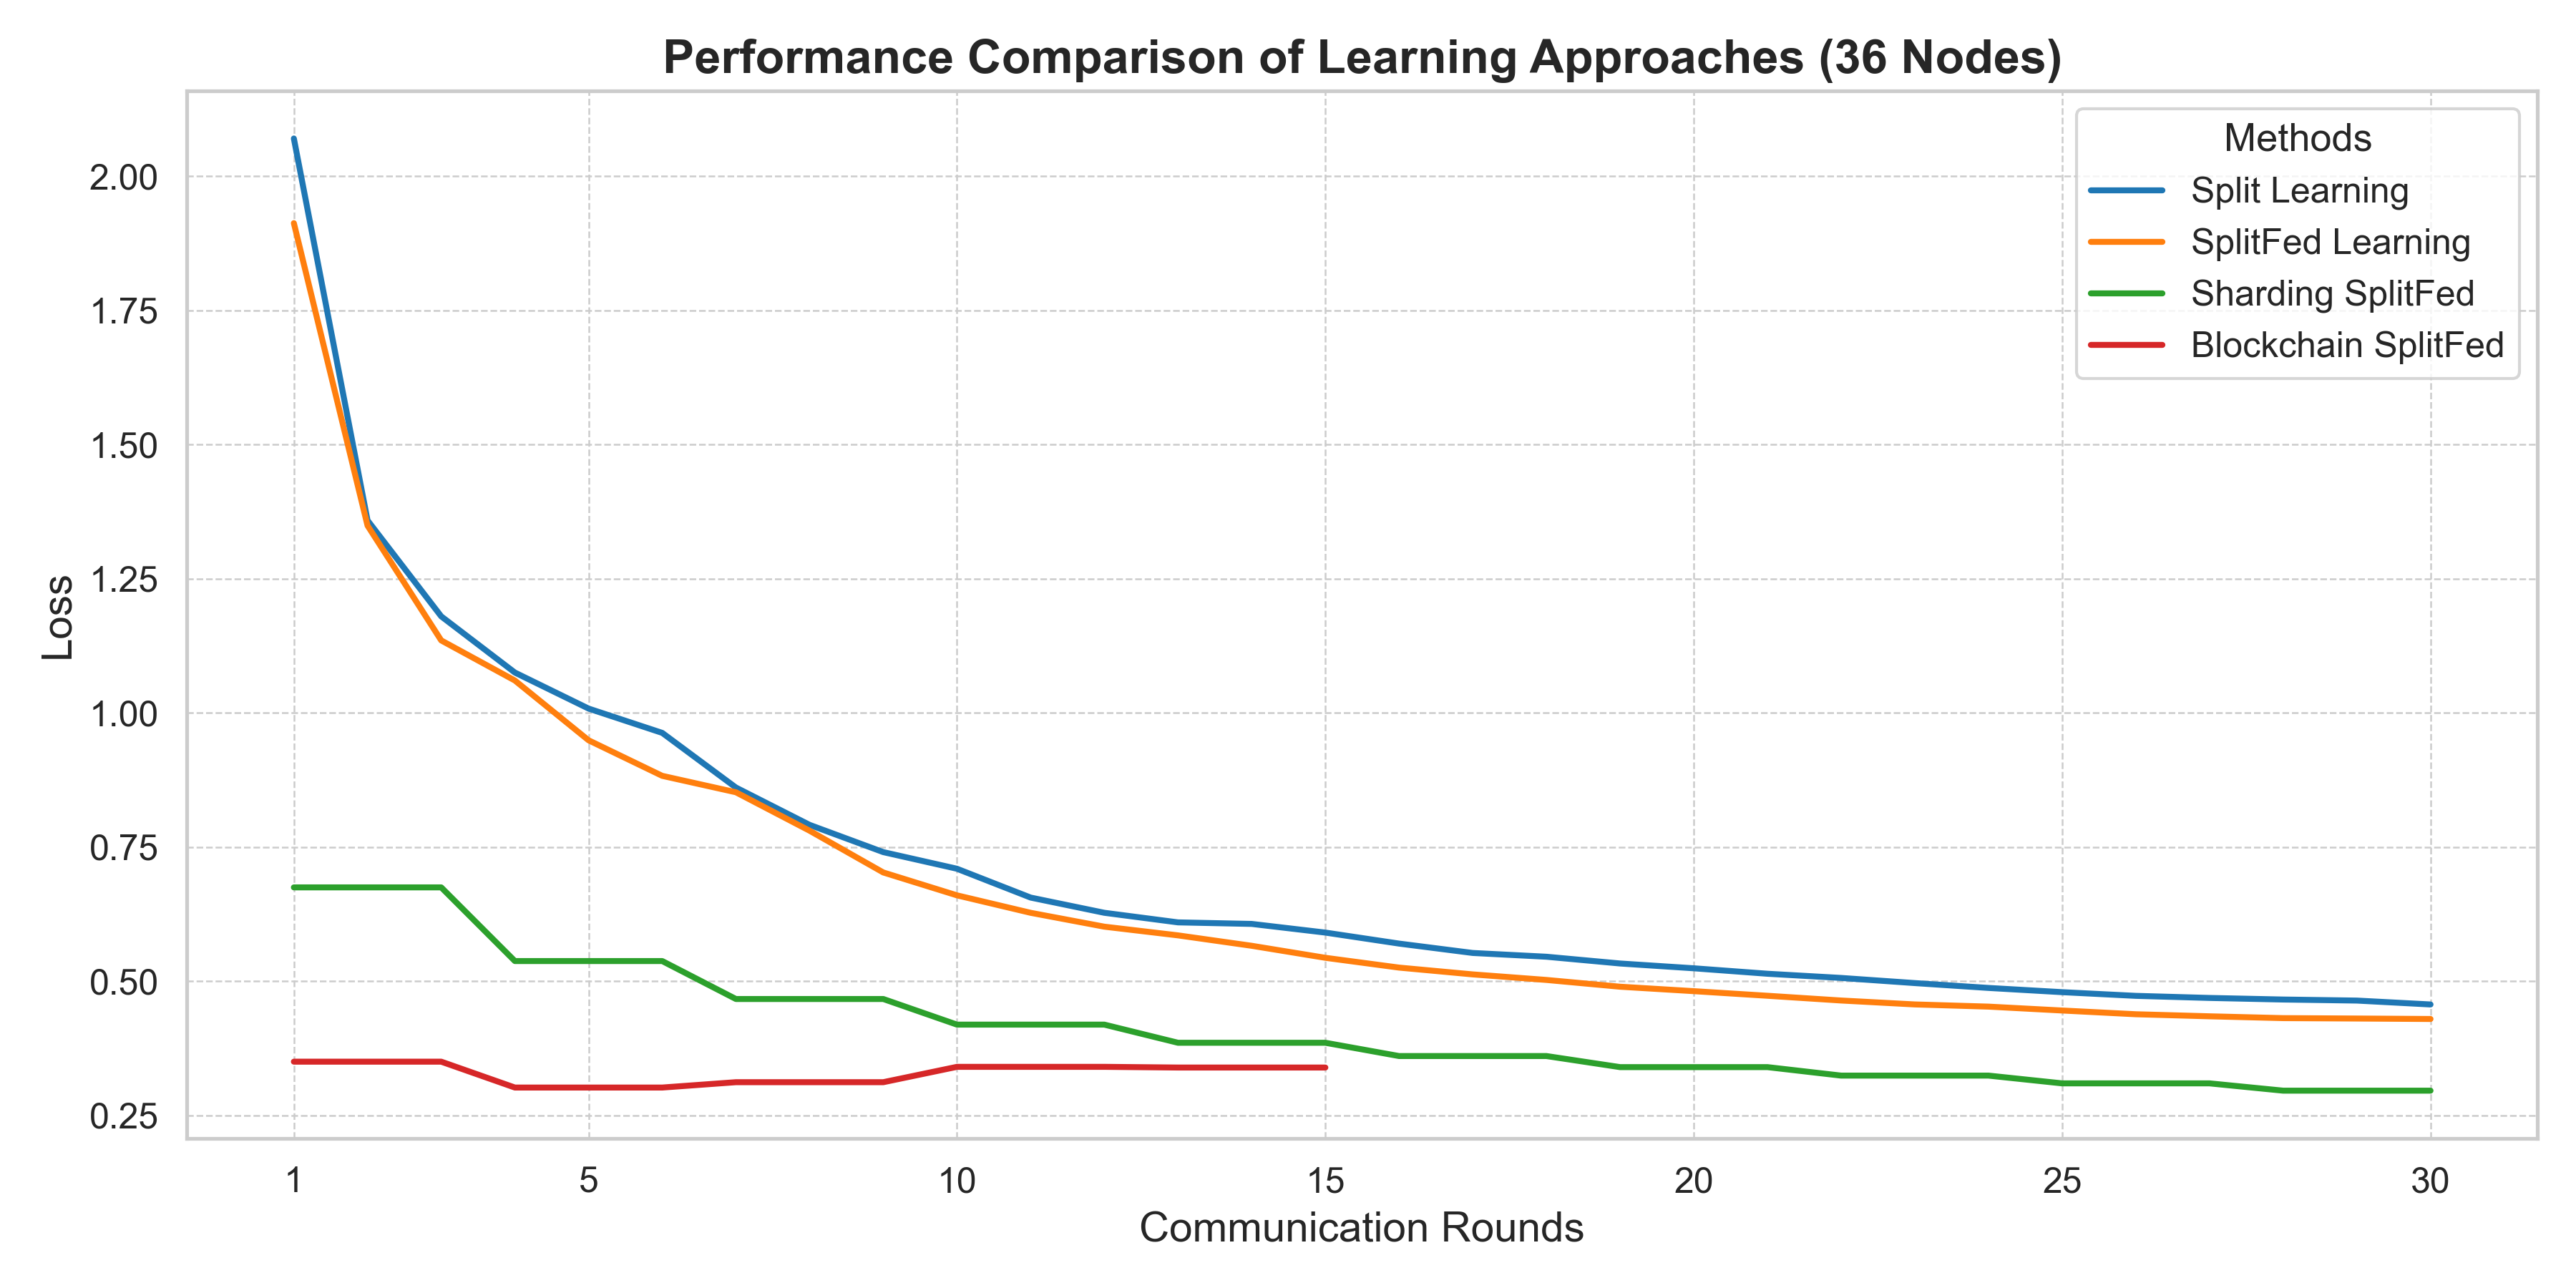 Performance Comparison of Learning Approaches (36 Nodes)
Methods
Split Learning
SplitFed Learning
Sharding SplitFed
Blockchain SplitFed
Loss
2.00
1.75
1.50
1.25
1.00
0.75
0.50
0.25
1 5 10 15 20 25 30
Communication Rounds